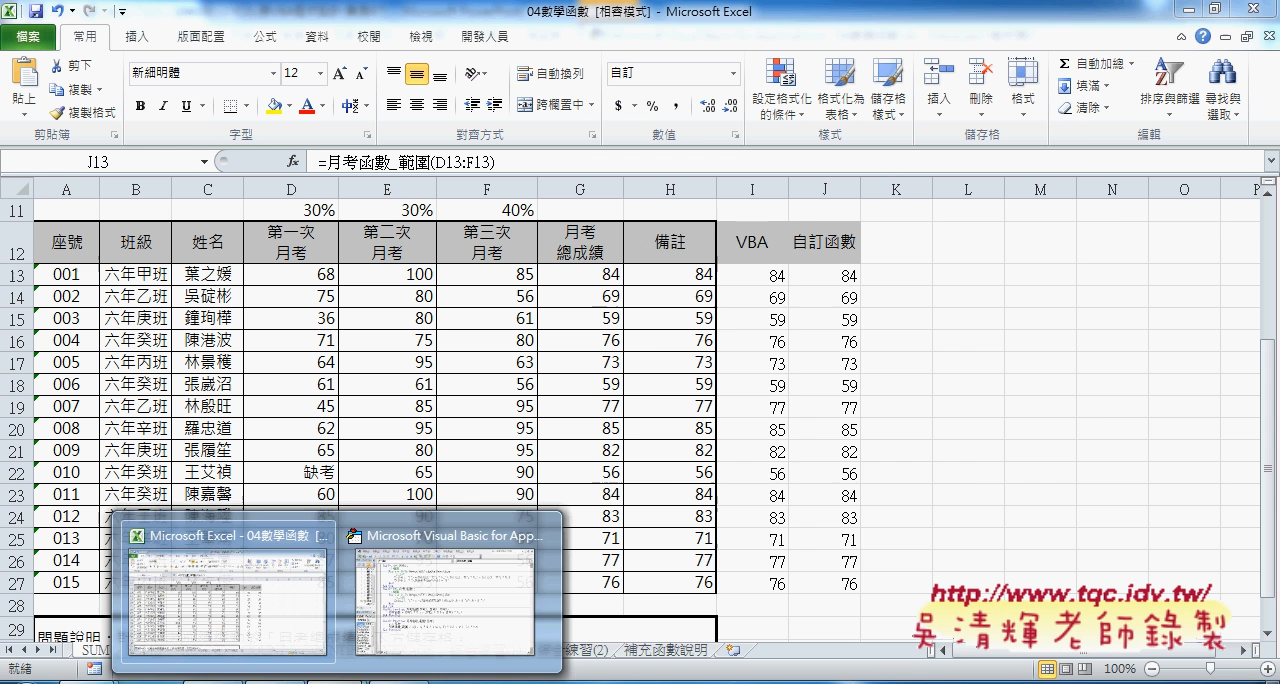 04數學函數 [相容模式] - Microsoft Excel
檔案 常用 插入 版面配置 公式 資料 校閱 檢視 開發人員
貼上 剪下 複製 複製格式 剪貼簿
新細明體 12 A A B I U A 中 字型
自動換列 跨欄置中 對齊方式
自訂 $ % , .00 .00 數值
設定格式化的條件 格式化為表格 儲存格樣式 樣式
插入 刪除 格式 儲存格
Σ 自動加總 填滿 清除 排序與篩選 尋找與選取 編輯
J13 fx =月考函數_範圍(D13:F13)
A B C D E F G H I J K L M N O P
11 30% 30% 40%
12 座號 班級 姓名 第一次月考 第二次月考 第三次月考 月考總成績 備註 VBA 自訂函數
13 001 六年甲班 葉之媛 68 100 85 84 84 84 84
14 002 六年乙班 吳碇彬 75 80 56 69 69 69 69
15 003 六年庚班 鐘珣樺 36 80 61 59 59 59 59
16 004 六年癸班 陳港波 71 75 80 76 76 76 76
17 005 六年丙班 林景穫 64 95 63 73 73 73 73
18 006 六年癸班 張崴沼 61 61 56 59 59 59 59
19 007 六年乙班 林殷旺 45 85 95 77 77 77 77
20 008 六年辛班 羅忠道 62 95 95 85 85 85 85
21 009 六年庚班 張履笙 65 80 95 82 82 82 82
22 010 六年癸班 王艾禎 缺考 65 90 56 56 56 56
23 011 六年癸班 陳嘉馨 60 100 90 84 84 84 84
24 012 83 83 83 83
25 013 71 71 71 71
26 014 77 77 77 77
27 015 76 76 76 76
28
29 問題說明
Microsoft Excel - 04數學函數 [... Microsoft Visual Basic for App...
SUM 練習(2) 補充函數說明
就緒 100%
http://www.tqc.idv.tw/
吳清輝老師錄製